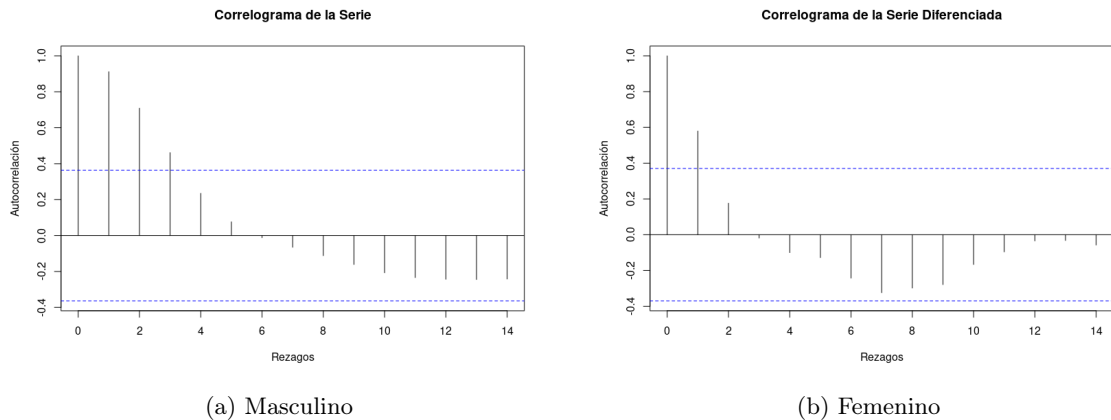 Correlograma de la Serie
Autocorrelación
1.0
0.8
0.6
0.4
0.2
0.0
-0.2
-0.4
0 2 4 6 8 10 12 14
Rezagos
(a) Masculino
Correlograma de la Serie Diferenciada
Autocorrelación
1.0
0.8
0.6
0.4
0.2
0.0
-0.2
-0.4
0 2 4 6 8 10 12 14
Rezagos
(b) Femenino